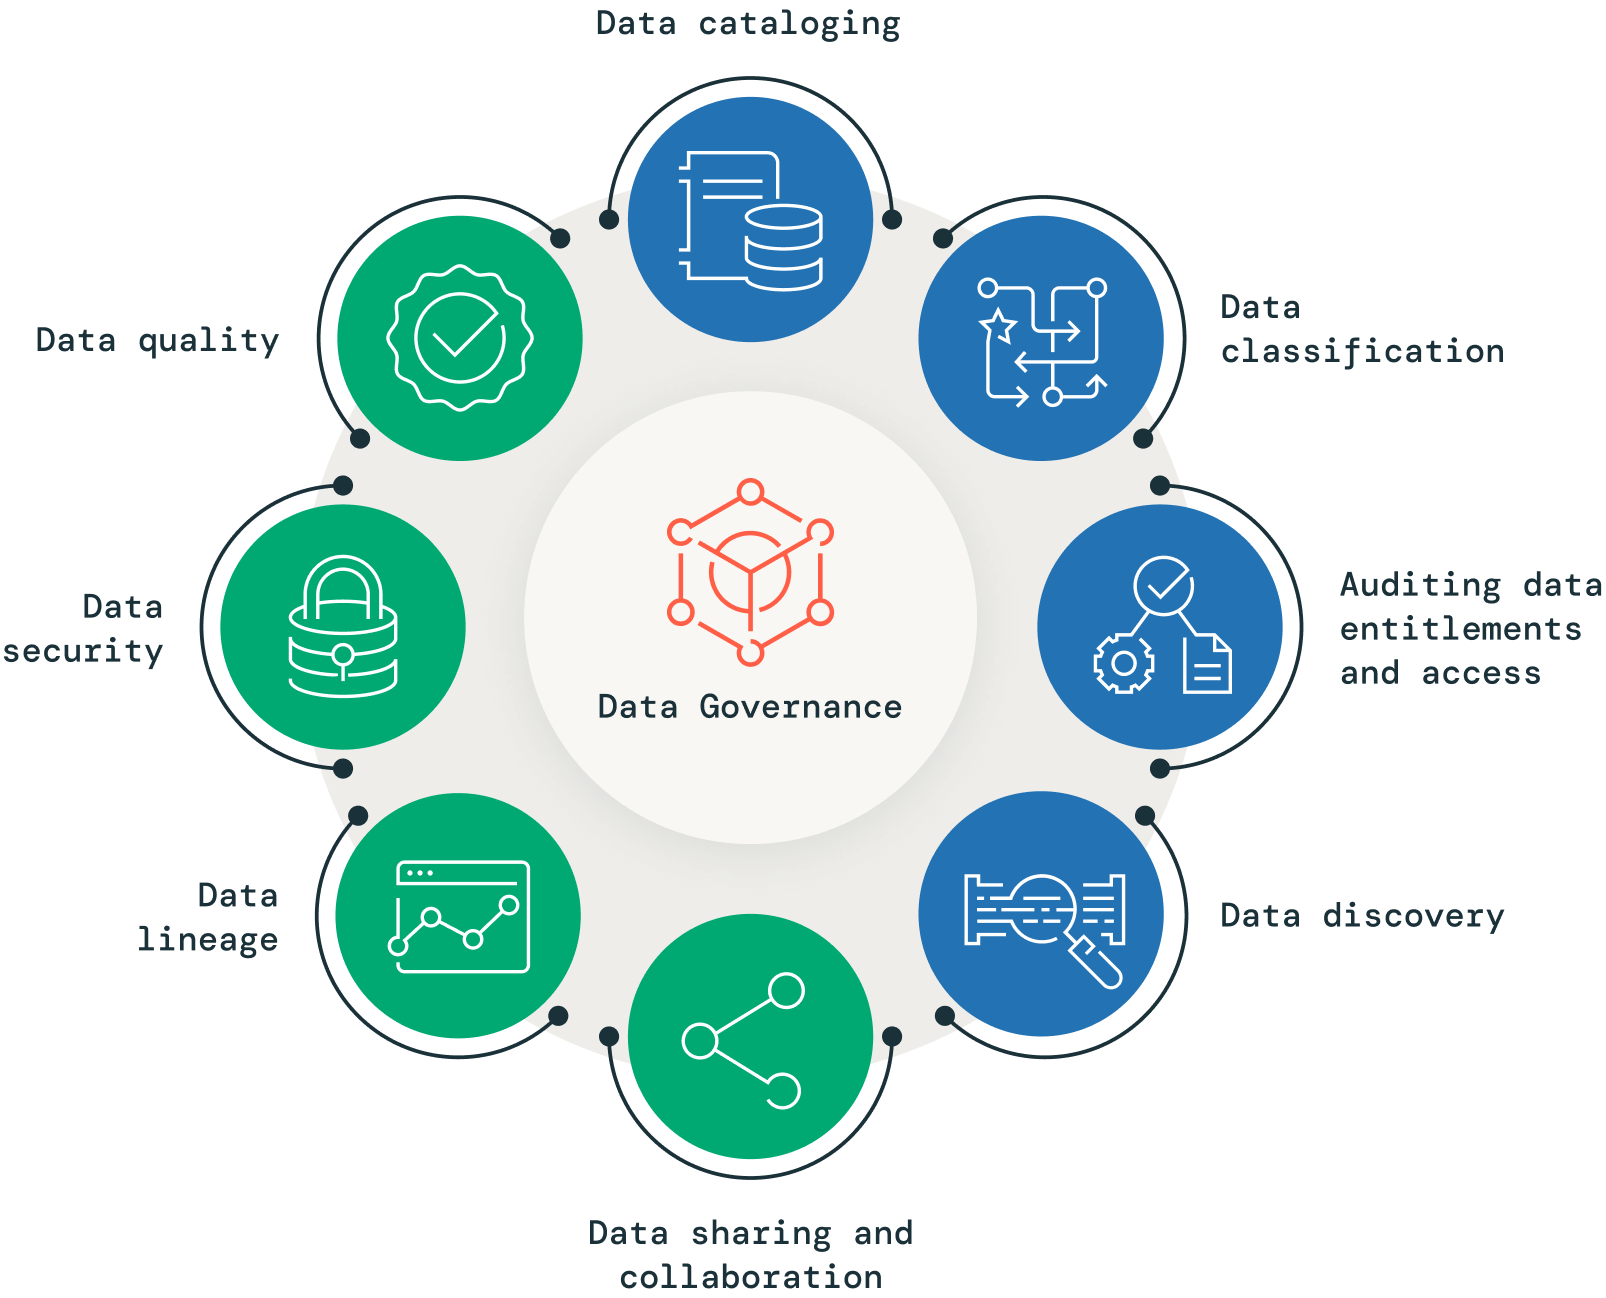 Data cataloging
Data
classification
Auditing data
entitlements
and access
Data discovery
Data sharing and
collaboration
Data
lineage
Data
security
Data quality
Data Governance